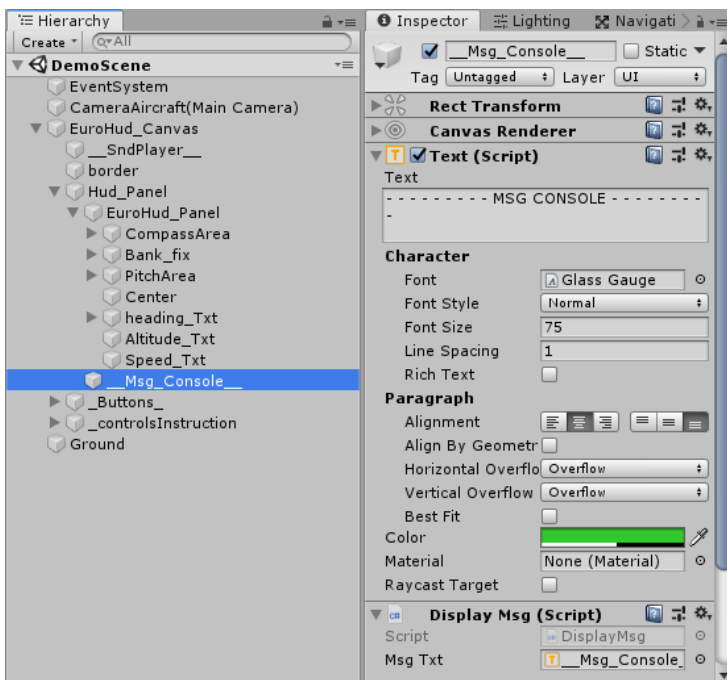 Hierarchy
Create
All
DemoScene
EventSystem
CameraAircraft(Main Camera)
EuroHud_Canvas
__SndPlayer__
border
Hud_Panel
EuroHud_Panel
CompassArea
Bank_fix
PitchArea
Center
heading_Txt
Altitude_Txt
Speed_Txt
__Msg_Console__
_Buttons_
_controlsInstruction
Ground
Inspector Lighting Navigati
__Msg_Console__ Static
Tag Untagged Layer UI
Rect Transform
Canvas Renderer
Text (Script)
Text
- - - - - - - - - MSG CONSOLE - - - - - - - -
-
Character
Font Glass Gauge
Font Style Normal
Font Size 75
Line Spacing 1
Rich Text
Paragraph
Alignment
Align By Geometr
Horizontal Overflo Overflow
Vertical Overflow Overflow
Best Fit
Color
Material None (Material)
Raycast Target
Display Msg (Script)
Script DisplayMsg
Msg Txt __Msg_Console_